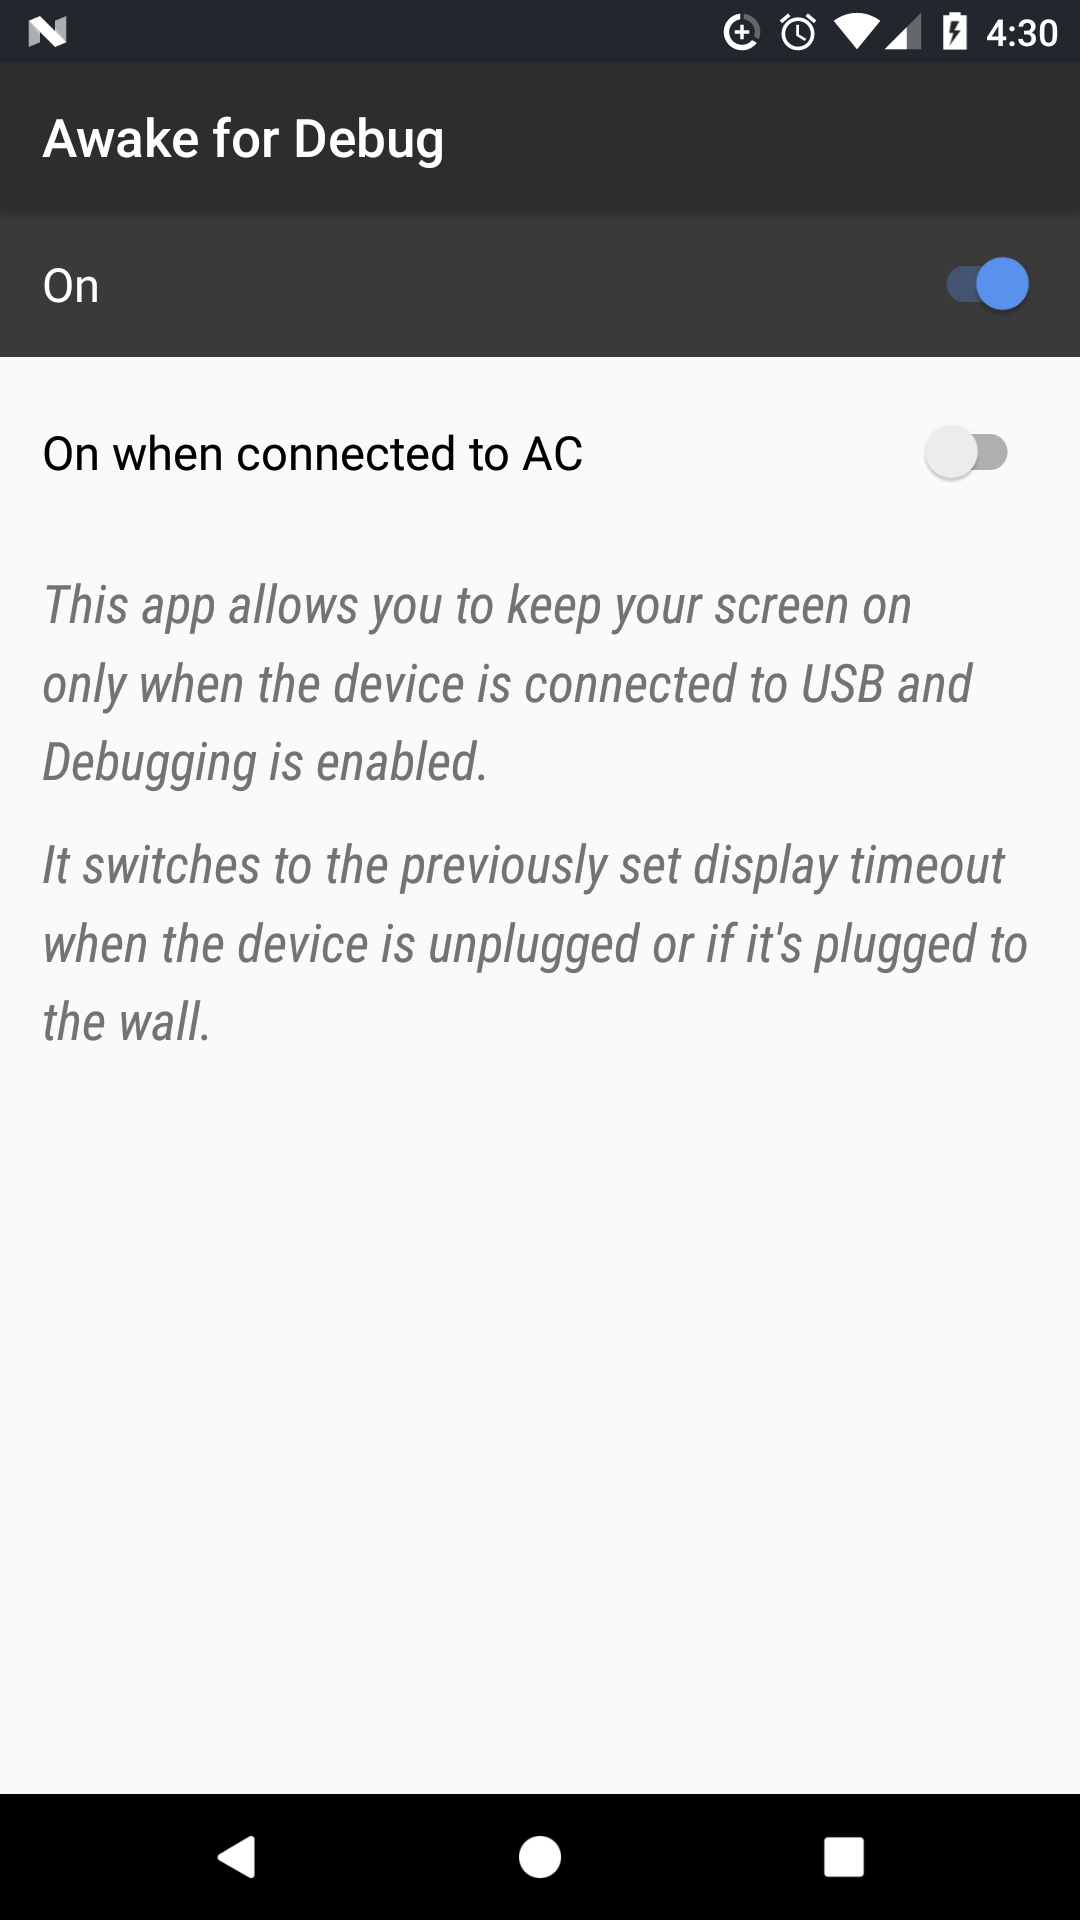 4:30
Awake for Debug
On
On when connected to AC
This app allows you to keep your screen on
only when the device is connected to USB and
Debugging is enabled.
It switches to the previously set display timeout
when the device is unplugged or if it's plugged to
the wall.